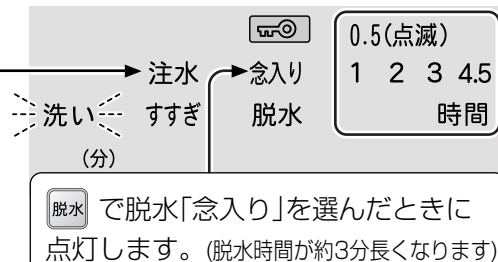 0.5(点滅)
注水 念入り 1 2 3 4.5
洗い すすぎ 脱水 時間
(分)
脱水 で脱水「念入り」を選んだときに
点灯します。(脱水時間が約3分長くなります)